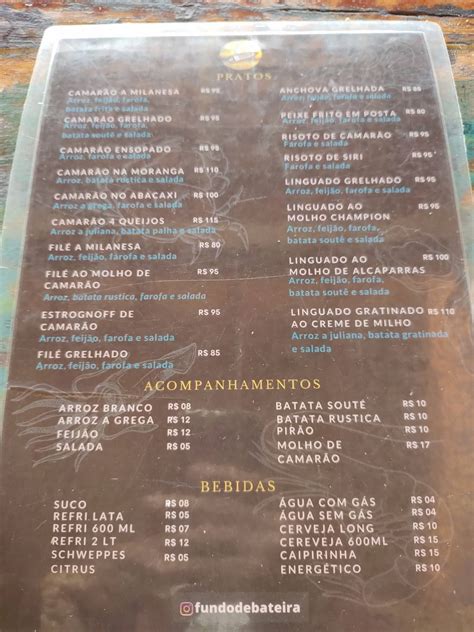 PRATOS
CAMARÃO A MILANESA R$ 95
Arroz, feijão, farofa,
batata frita e salada
CAMARÃO GRELHADO R$ 95
Arroz, feijão, farofa,
batata soutê e salada
CAMARÃO ENSOPADO R$ 95
Arroz, farofa e salada
CAMARÃO NA MORANGA R$ 110
Arroz, batata rustica e salada
CAMARÃO NO ABACAXI R$ 100
Arroz a grega, farofa e salada
CAMARÃO 4 QUEIJOS R$ 115
Arroz a juliana, batata palha e salada
FILÉ A MILANESA R$ 80
Arroz, feijão, farofa e salada
FILÉ AO MOLHO DE R$ 95
CAMARÃO
Arroz, batata rustica, farofa e salada
ESTROGNOFF DE R$ 95
CAMARÃO
Arroz, feijão, farofa e salada
FILÉ GRELHADO R$ 85
Arroz, feijão, farofa e salada
ANCHOVA GRELHADA R$ 85
Arroz, feijão, farofa e salada
PEIXE FRITO EM POSTA R$ 80
Arroz, feijão, farofa e salada
RISOTO DE CAMARÃO R$ 95
Arroz, farofa e salada
RISOTO DE SIRI R$ 95
Arroz, farofa e salada
LINGUADO GRELHADO R$ 95
Arroz, feijão, farofa e salada
LINGUADO AO R$ 95
MOLHO CHAMPION
Arroz, feijão, farofa,
batata soutê e salada
LINGUADO AO R$ 100
MOLHO DE ALCAPARRAS
Arroz, feijão, farofa,
batata soutê e salada
LINGUADO GRATINADO R$ 110
AO CREME DE MILHO
Arroz a juliana, batata gratinada
e salada
ACOMPANHAMENTOS
ARROZ BRANCO R$ 08
ARROZ A GREGA R$ 12
FEIJÃO R$ 12
SALADA R$ 05
BATATA SOUTÉ R$ 10
BATATA RUSTICA R$ 10
PIRÃO R$ 10
MOLHO DE R$ 17
CAMARÃO
BEBIDAS
SUCO R$ 08
REFRI LATA R$ 05
REFRI 600 ML R$ 07
REFRI 2 LT R$ 12
SCHWEPPES R$ 05
CITRUS
ÁGUA COM GÁS R$ 04
ÁGUA SEM GÁS R$ 04
CERVEJA LONG R$ 10
CEREVEJA 600ML R$ 15
CAIPIRINHA R$ 15
ENERGÉTICO R$ 10
fundodebateira